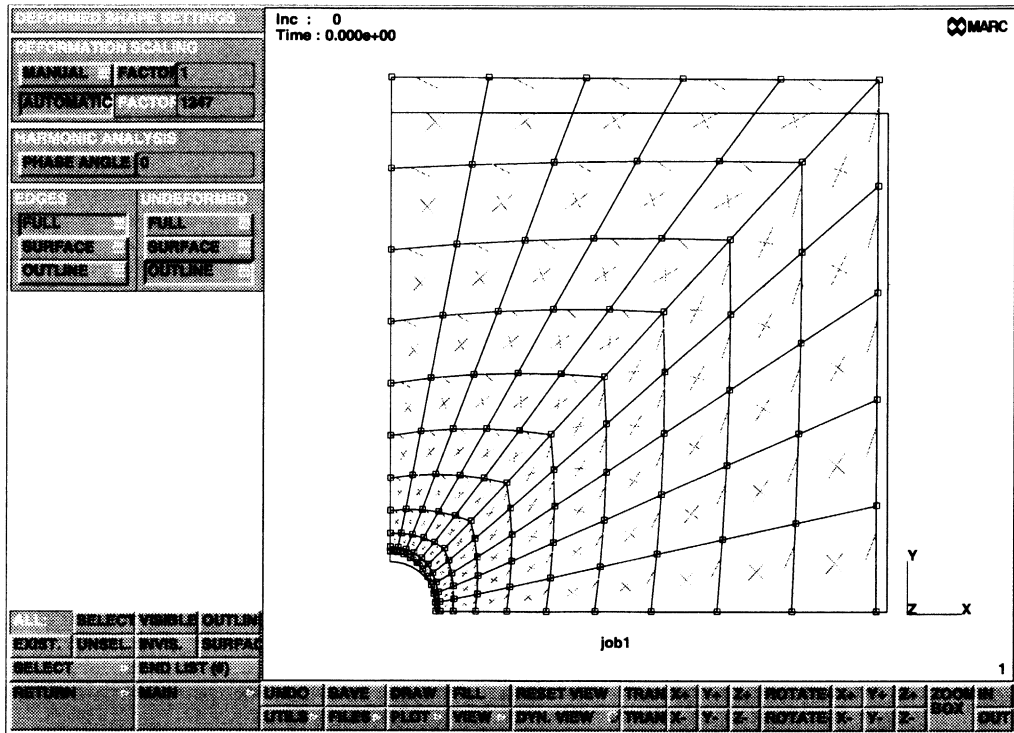 DEFORMED SHAPE SETTINGS
DEFORMATION SCALING
MANUAL FACTOR 1
AUTOMATIC FACTOR 1247
HARMONIC ANALYSIS
PHASE ANGLE 0
EDGES UNDEFORMED
FULL FULL
SURFACE SURFACE
OUTLINE OUTLINE
Inc : 0
Time : 0.000e+00
MARC
Y
Z X
job1
1
ALL SELECT VISIBLE OUTLINE
EXIST. UNSEL. INVIS. SURFAC
SELECT END LIST (#)
RETURN MAIN
UNDO SAVE DRAW FILL RESET VIEW TRAN X+ Y+ Z+ ROTATE X+ Y+ Z+ ZOOM IN
UTILS FILES PLOT VIEW DYN. VIEW TRAN X- Y- Z- ROTATE X- Y- Z- BOX OUT